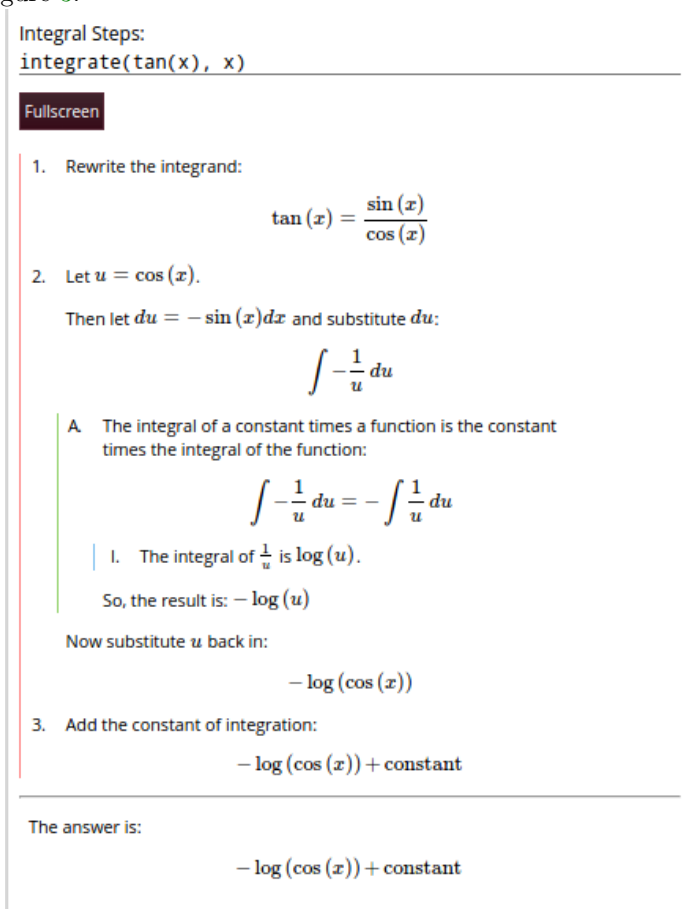 gure 6.
Integral Steps:
integrate(tan(x), x)
Fullscreen
1. Rewrite the integrand:
tan (x) = sin (x) / cos (x)
2. Let u = cos (x).
Then let du = − sin (x)dx and substitute du:
∫ − 1/u du
A. The integral of a constant times a function is the constant
times the integral of the function:
∫ − 1/u du = − ∫ 1/u du
I. The integral of 1/u is log (u).
So, the result is: − log (u)
Now substitute u back in:
− log (cos (x))
3. Add the constant of integration:
− log (cos (x)) + constant
The answer is:
− log (cos (x)) + constant